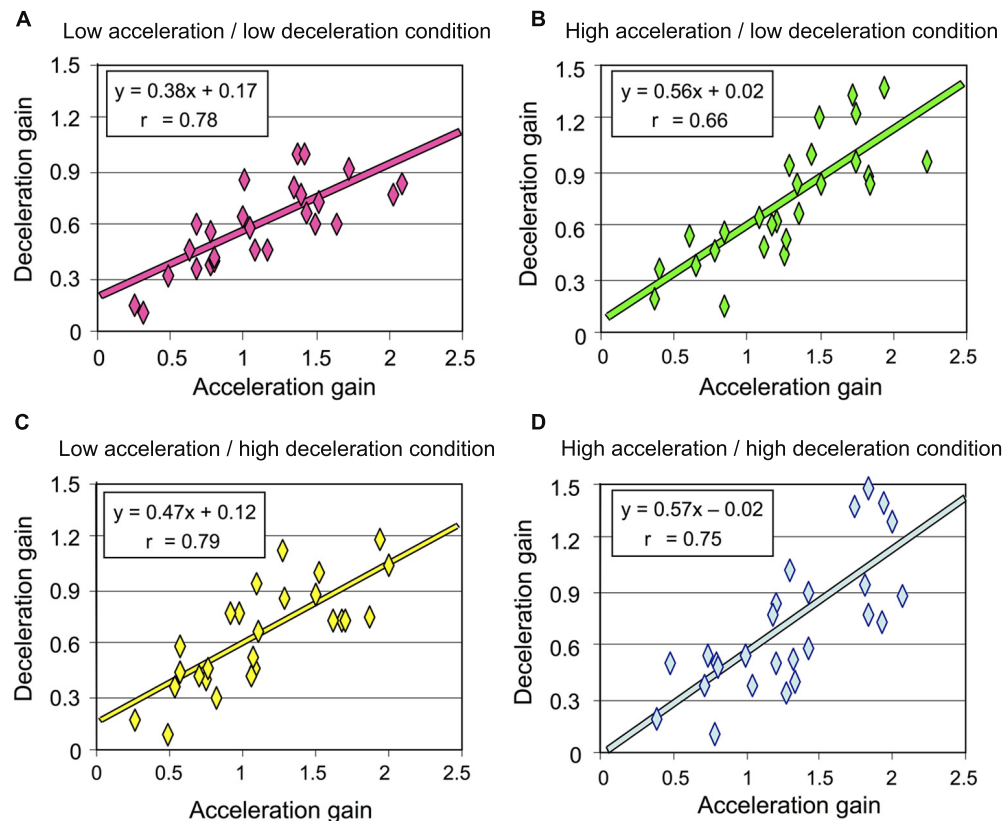 A
Low acceleration / low deceleration condition
Deceleration gain
1.5
1.2
0.9
0.6
0.3
0
y = 0.38x + 0.17
r = 0.78
0 0.5 1 1.5 2 2.5
Acceleration gain
B
High acceleration / low deceleration condition
Deceleration gain
1.5
1.2
0.9
0.6
0.3
0
y = 0.56x + 0.02
r = 0.66
0 0.5 1 1.5 2 2.5
Acceleration gain
C
Low acceleration / high deceleration condition
Deceleration gain
1.5
1.2
0.9
0.6
0.3
0
y = 0.47x + 0.12
r = 0.79
0 0.5 1 1.5 2 2.5
Acceleration gain
D
High acceleration / high deceleration condition
Deceleration gain
1.5
1.2
0.9
0.6
0.3
0
y = 0.57x – 0.02
r = 0.75
0 0.5 1 1.5 2 2.5
Acceleration gain